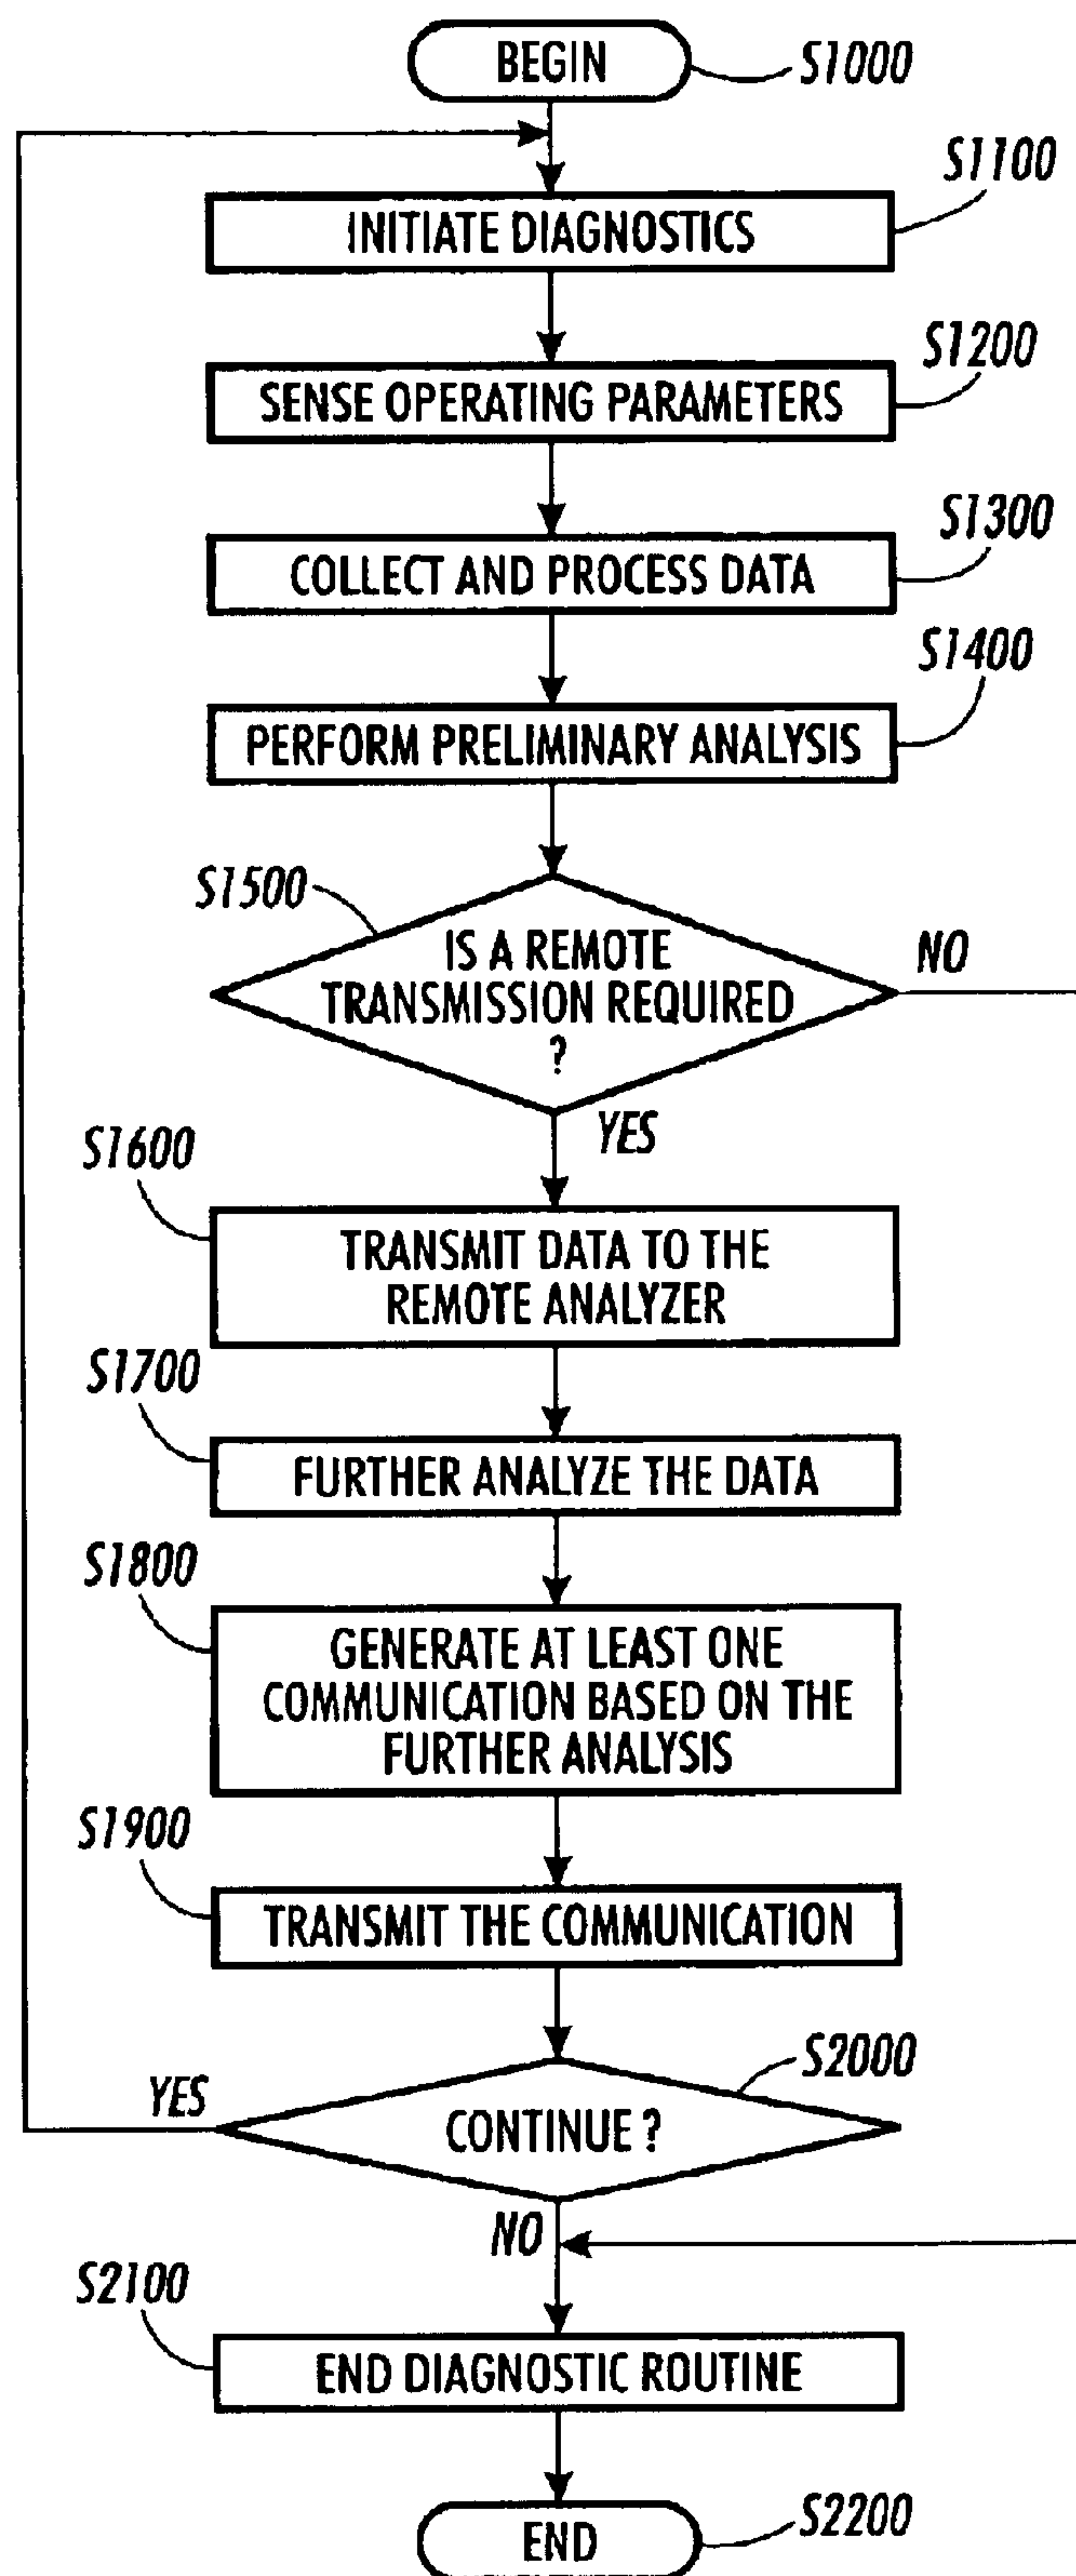 BEGIN
S1000
S1100
INITIATE DIAGNOSTICS
S1200
SENSE OPERATING PARAMETERS
S1300
COLLECT AND PROCESS DATA
S1400
PERFORM PRELIMINARY ANALYSIS
S1500
IS A REMOTE
TRANSMISSION REQUIRED
?
NO
YES
S1600
TRANSMIT DATA TO THE
REMOTE ANALYZER
S1700
FURTHER ANALYZE THE DATA
S1800
GENERATE AT LEAST ONE
COMMUNICATION BASED ON THE
FURTHER ANALYSIS
S1900
TRANSMIT THE COMMUNICATION
S2000
YES
CONTINUE ?
NO
S2100
END DIAGNOSTIC ROUTINE
END
S2200